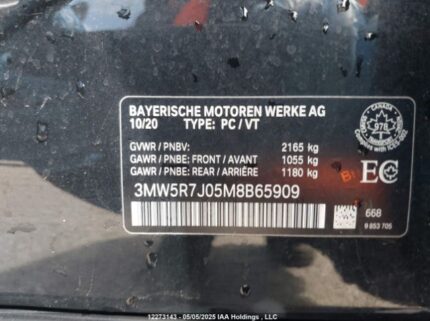 BAYERISCHE MOTOREN WERKE AG
10/20 TYPE: PC / VT
GVWR / PNBV: 2165 kg
GAWR / PNBE: FRONT / AVANT 1055 kg
GAWR / PNBE: REAR / ARRIÈRE 1180 kg
3MW5R7J05M8B65909
CANADA
978
EC
668
9 853 705
12273143 - 05/05/2025 IAA Holdings , LLC